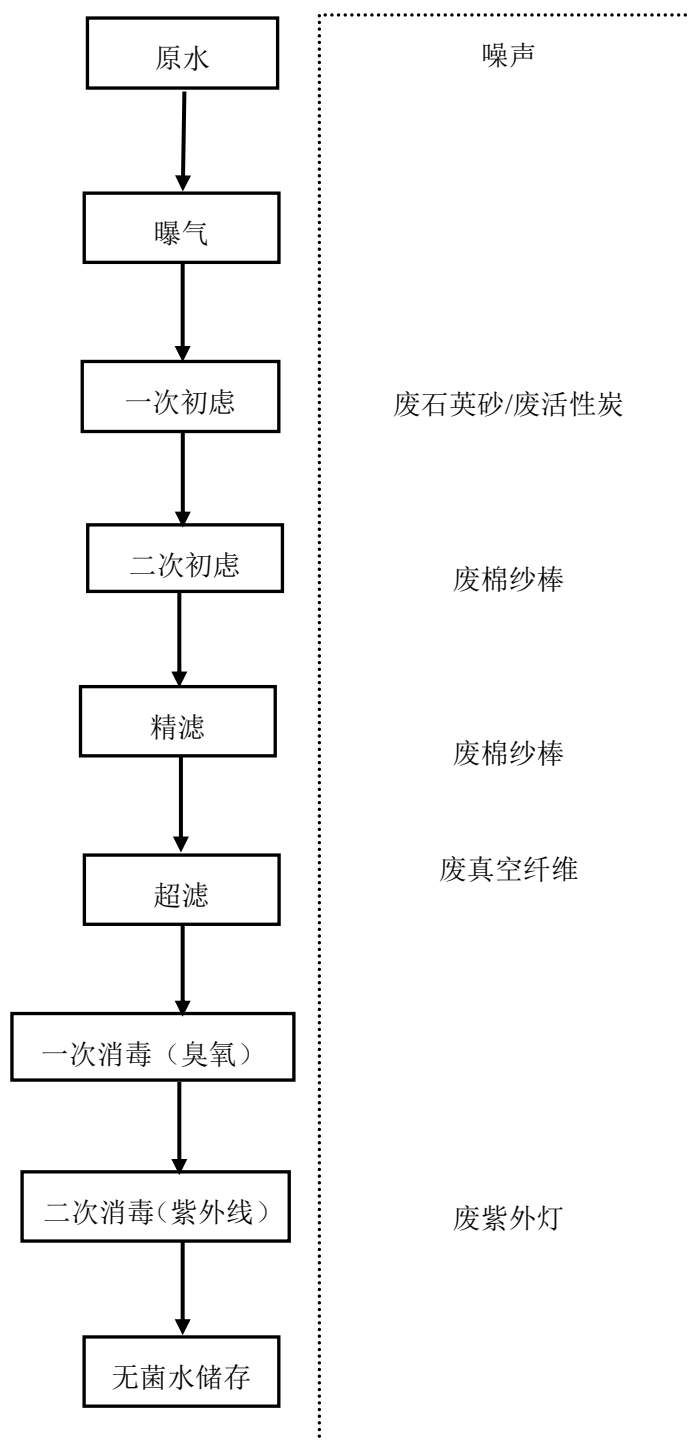 原水
噪声
曝气
一次初虑
废石英砂/废活性炭
二次初虑
废棉纱棒
精滤
废棉纱棒
超滤
废真空纤维
一次消毒（臭氧）
二次消毒（紫外线）
废紫外灯
无菌水储存